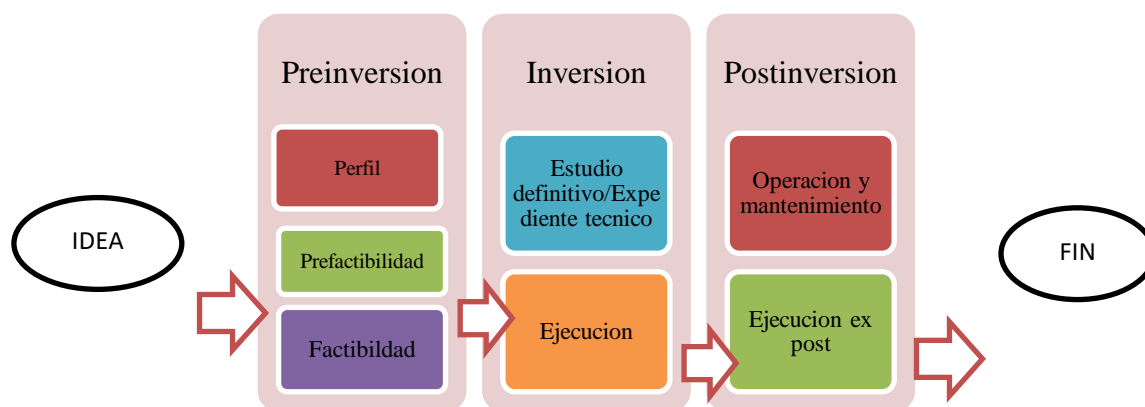 IDEA
Preinversion
Perfil
Prefactibilidad
Factibildad
Inversion
Estudio
definitivo/Expe
diente tecnico
Ejecucion
Postinversion
Operacion y
mantenimiento
Ejecucion ex
post
FIN